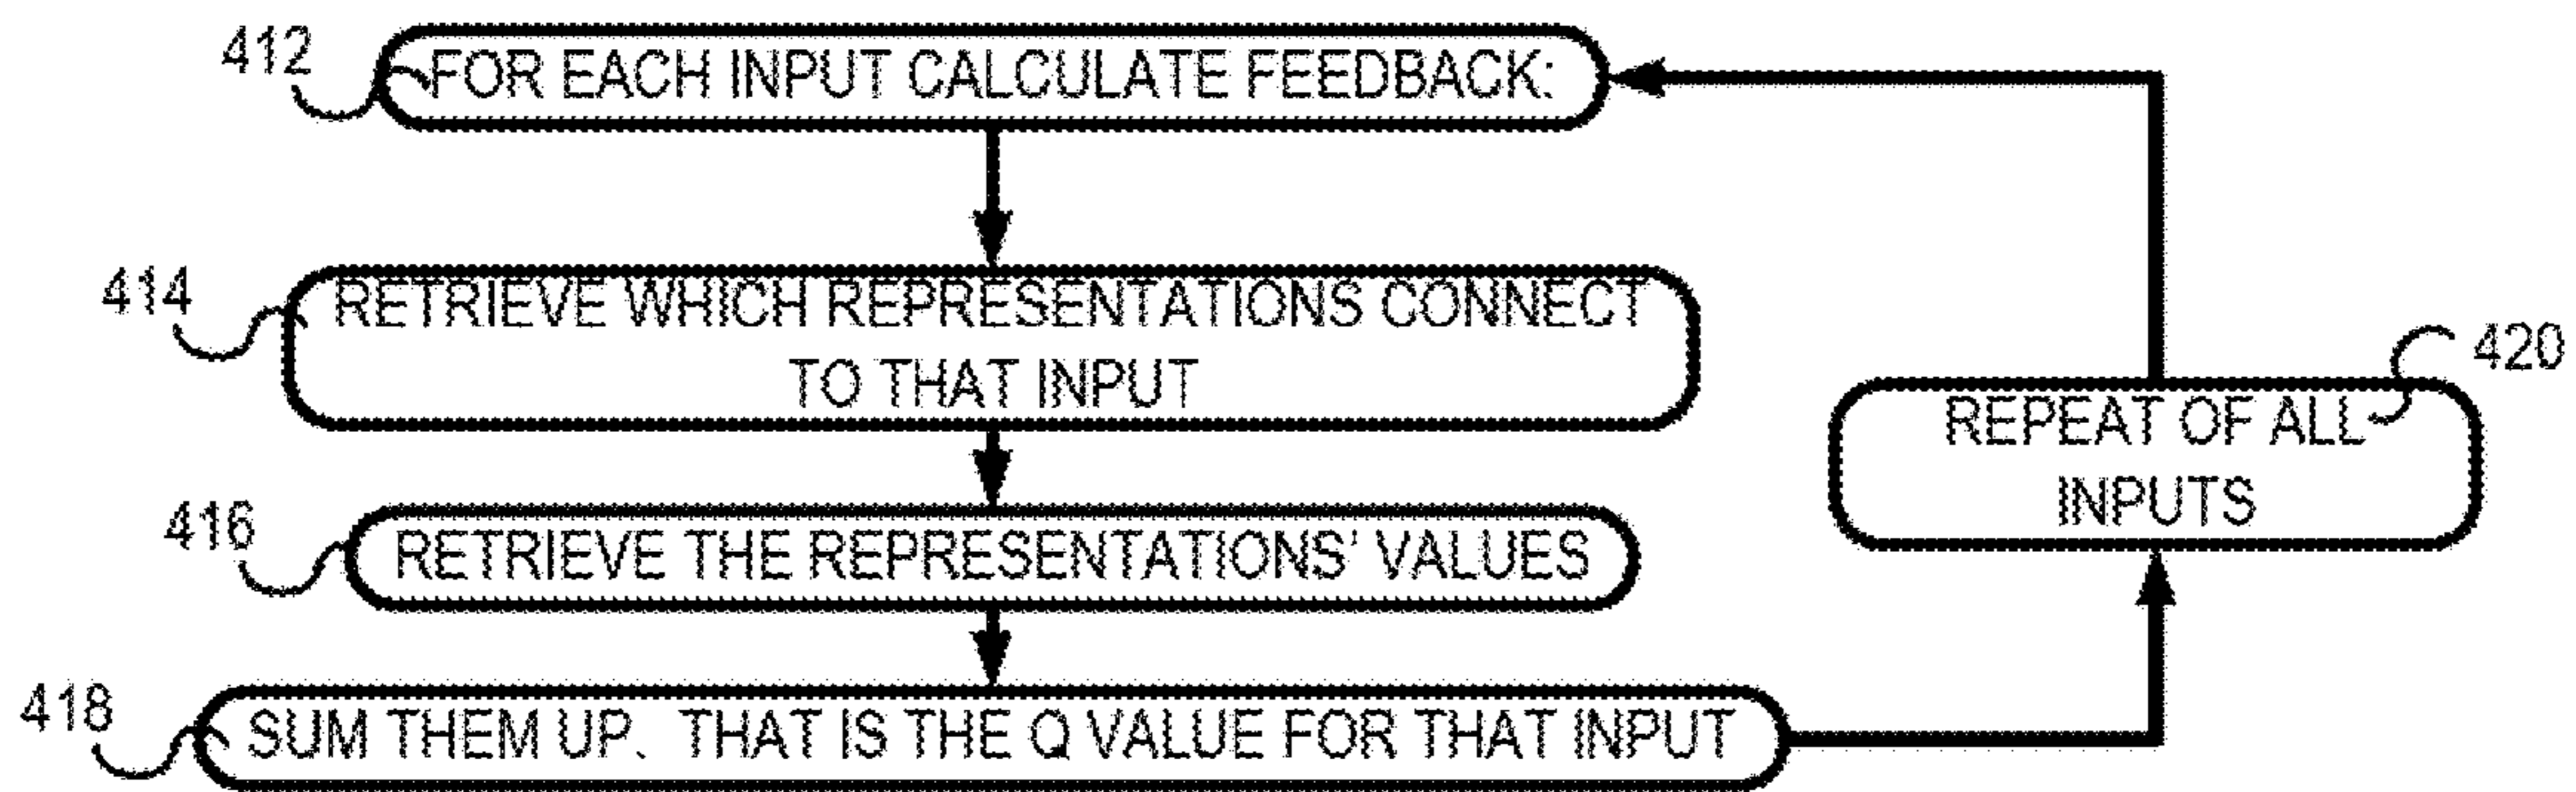 412
FOR EACH INPUT CALCULATE FEEDBACK:
414
RETRIEVE WHICH REPRESENTATIONS CONNECT
TO THAT INPUT
420
REPEAT OF ALL
INPUTS
416
RETRIEVE THE REPRESENTATIONS' VALUES
418
SUM THEM UP. THAT IS THE Q VALUE FOR THAT INPUT